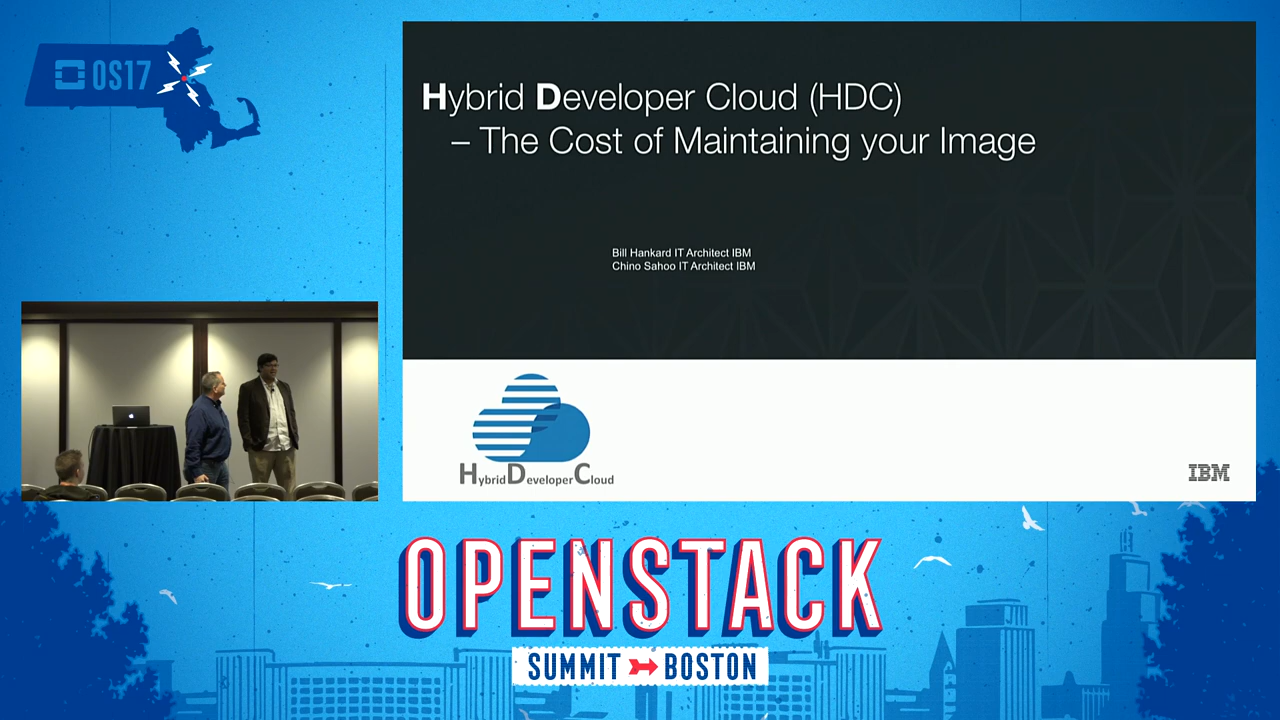 OS17
Hybrid Developer Cloud (HDC)
– The Cost of Maintaining your Image
Bill Hankard IT Architect IBM
Chino Sahoo IT Architect IBM
HybridDeveloperCloud
IBM
OPENSTACK
SUMMIT BOSTON